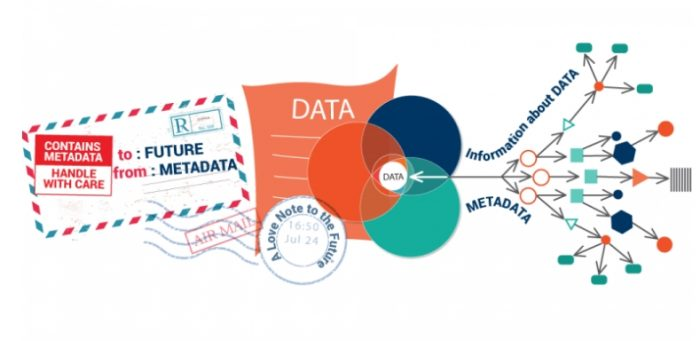 CONTAINS
METADATA
HANDLE
WITH CARE
to : FUTURE
from : METADATA
R
DATA
AIR MAIL
A Love Note to the Future
16:50
Jul 24
DATA
Information about DATA
METADATA